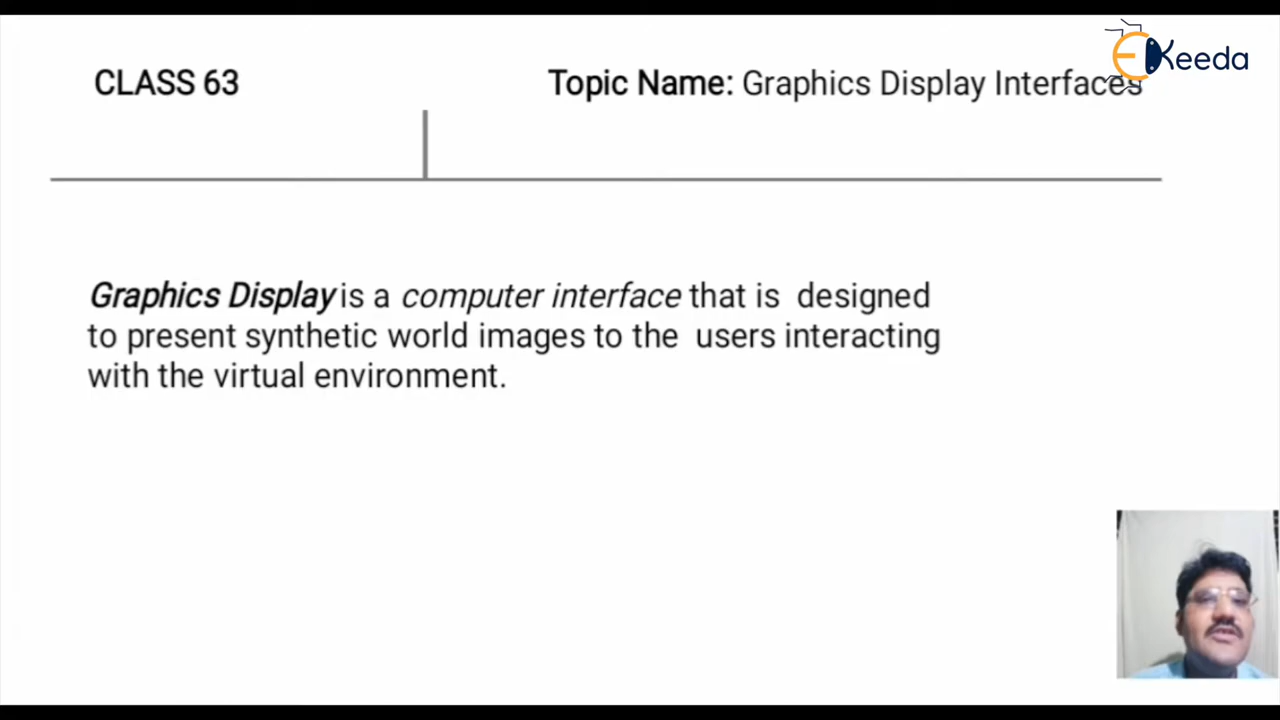 CLASS 63
Topic Name: Graphics Display Interfaces
EKeeda
Graphics Display is a computer interface that is designed
to present synthetic world images to the users interacting
with the virtual environment.